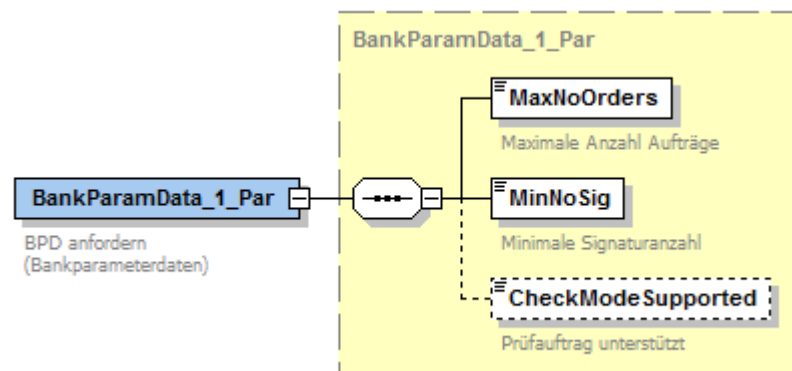 BankParamData_1_Par
MaxNoOrders
Maximale Anzahl Aufträge
BankParamData_1_Par
BPD anfordern
(Bankparameterdaten)
MinNoSig
Minimale Signaturanzahl
CheckModeSupported
Prüfauftrag unterstützt